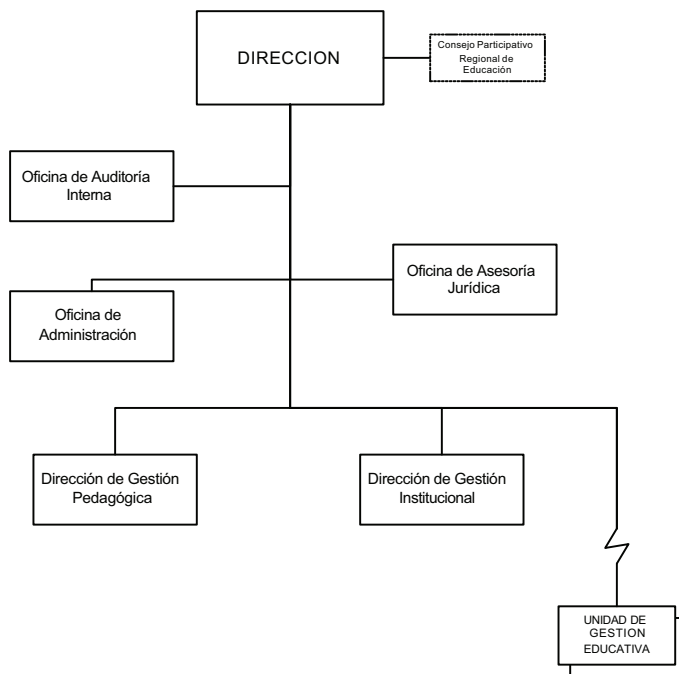 DIRECCION
Consejo Participativo
Regional de
Educación
Oficina de Auditoría
Interna
Oficina de Asesoría
Jurídica
Oficina de
Administración
Dirección de Gestión
Pedagógica
Dirección de Gestión
Institucional
UNIDAD DE
GESTION
EDUCATIVA